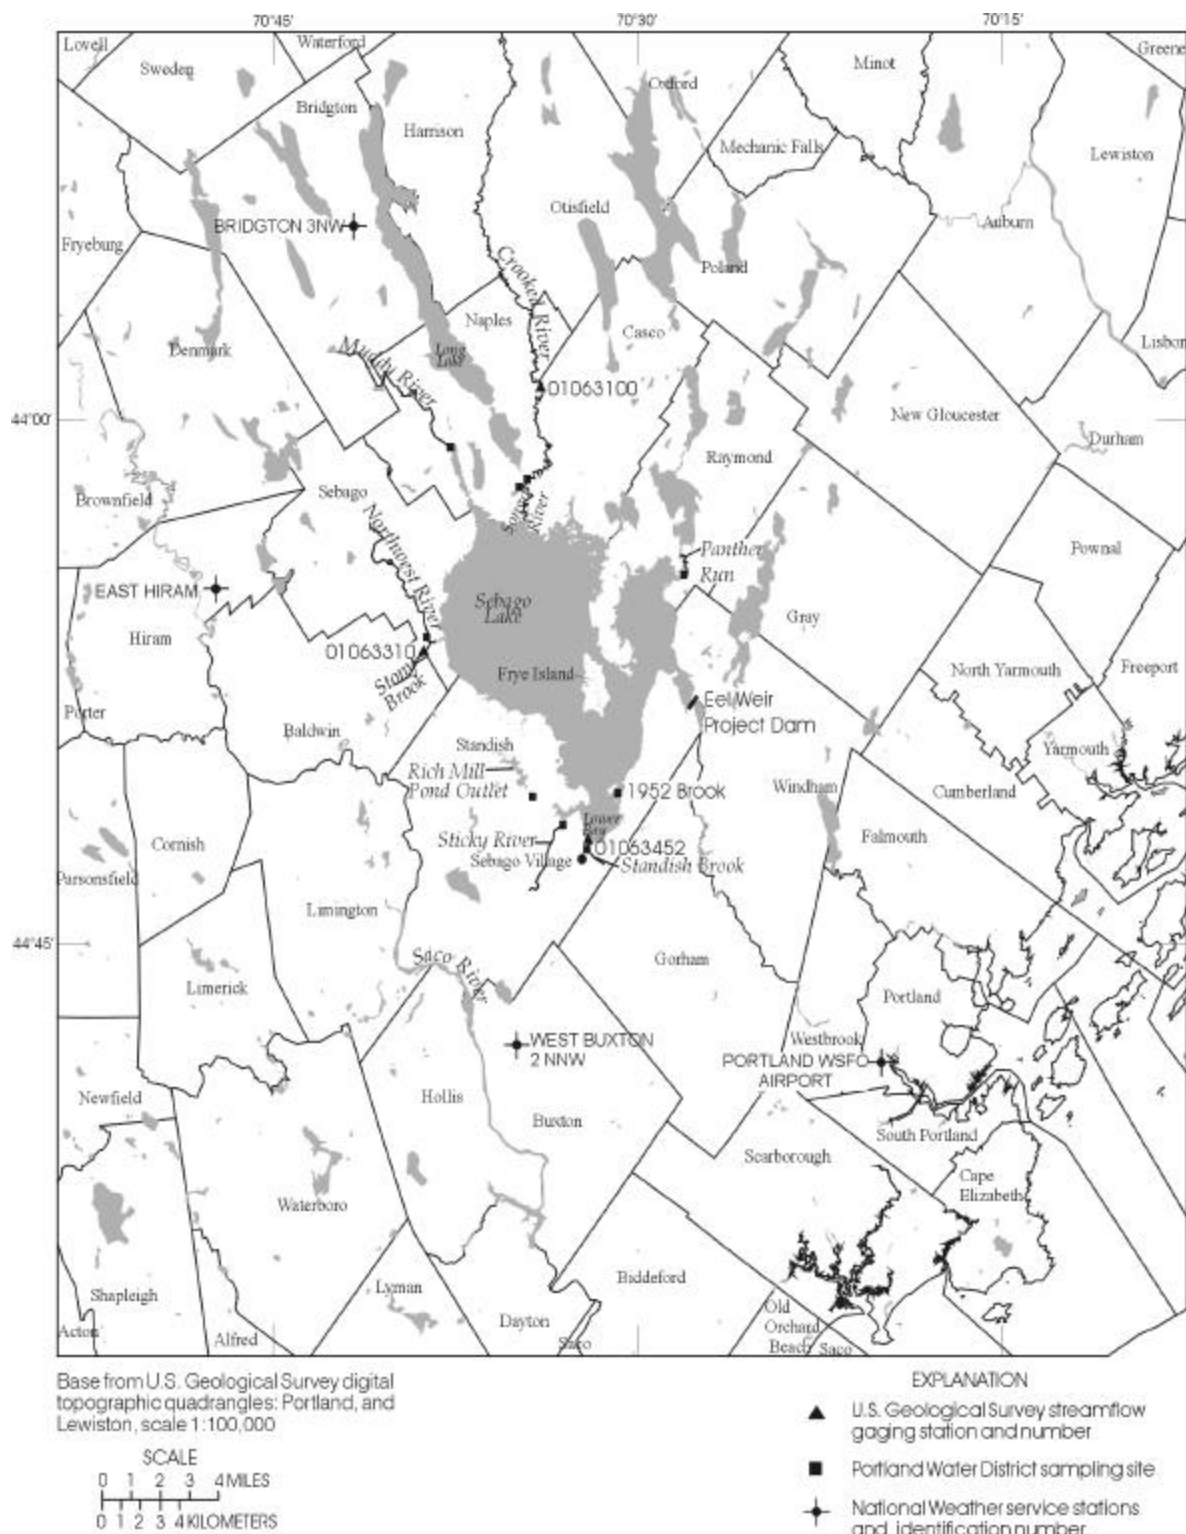 70°45' 70°30' 70°15'
Lovell
Waterford
Greene
Sweden
Minot
Oxford
Bridgton
Harrison
Mechanic Falls
Lewiston
Otisfield
BRIDGTON 3NW
Auburn
Fryeburg
Crooked River
Poland
Naples
Casco
Lisbon
Denmark
Muddy River
Long
Lake
01063100
44°00'
New Gloucester
Durham
Raymond
Sebago
Brownfield
Songo
River
Northwest River
Panther
Run
Pownal
EAST HIRAM
Sebago
Lake
Gray
Hiram
01063310
Stony
Brook
Frye Island
North Yarmouth
Freeport
Porter
Eel Weir
Project Dam
Baldwin
Standish
Yarmouth
Rich Mill
Pond Outlet
1952 Brook
Windham
Cumberland
Lower
Bay
Falmouth
Cornish
Sticky River
01063452
Sebago Village
Standish Brook
Parsonsfield
Limington
44°45'
Saco River
Gorham
Limerick
Portland
WEST BUXTON
2 NNW
Westbrook
PORTLAND WSFO
AIRPORT
Newfield
Hollis
Buxton
South Portland
Scarborough
Cape
Elizabeth
Waterboro
Biddeford
Lyman
Shapleigh
Old
Orchard
Beach
Saco
Dayton
Acton
Alfred
Saco
Base from U.S. Geological Survey digital
topographic quadrangles: Portland, and
Lewiston, scale 1:100,000
SCALE
0 1 2 3 4 MILES
0 1 2 3 4 KILOMETERS
EXPLANATION
U.S. Geological Survey streamflow
gaging station and number
Portland Water District sampling site
National Weather service stations
and identification number